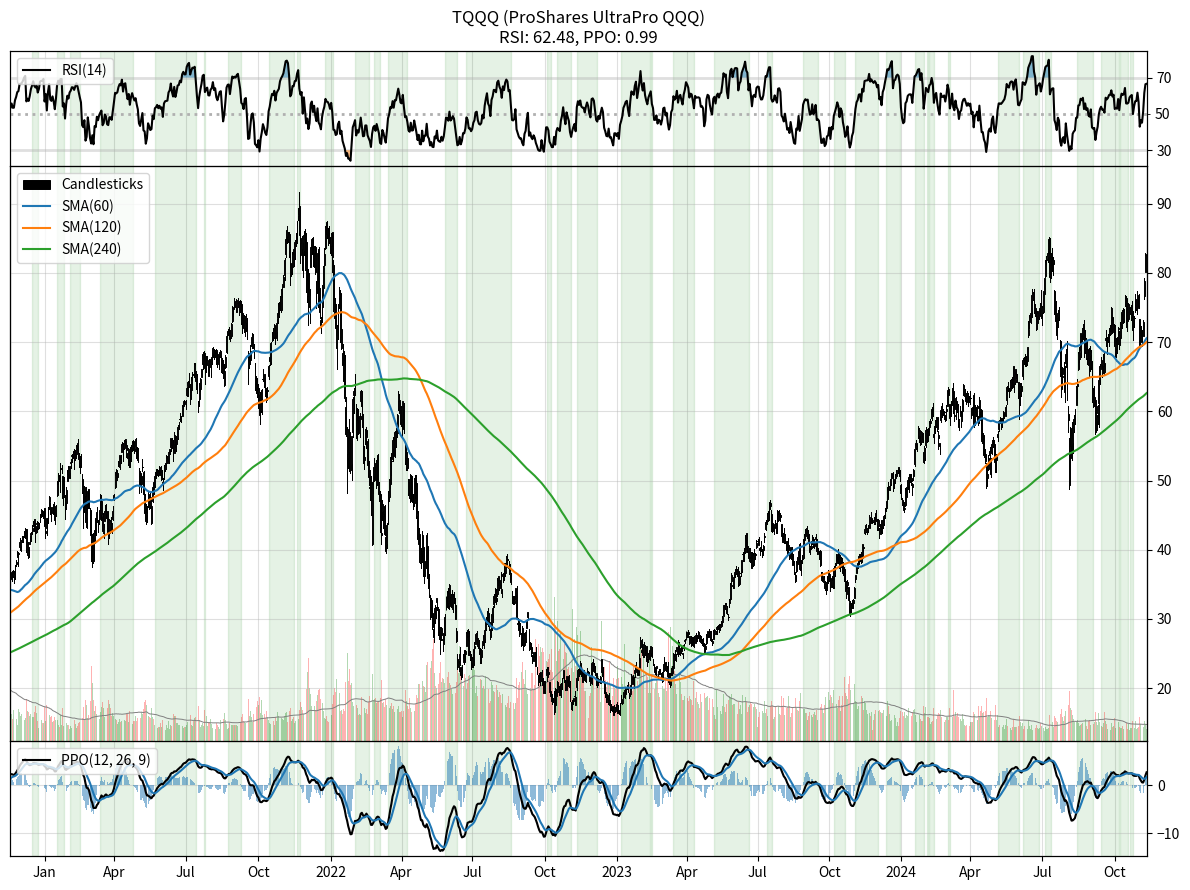 TQQQ (ProShares UltraPro QQQ)
RSI: 62.48, PPO: 0.99
RSI(14)
70
50
30
Candlesticks
SMA(60)
SMA(120)
SMA(240)
90
80
70
60
50
40
30
20
PPO(12, 26, 9)
0
−10
Jan Apr Jul Oct 2022 Apr Jul Oct 2023 Apr Jul Oct 2024 Apr Jul Oct